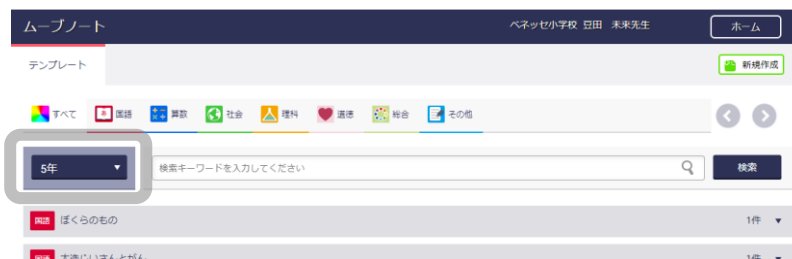 ムーブノート
ベネッセ小学校 豆田 未来先生
ホーム
テンプレート
新規作成
すべて 国語 算数 社会 理科 道徳 総合 その他
5年 検索キーワードを入力してください 検索
国語 ぼくらのもの 1件